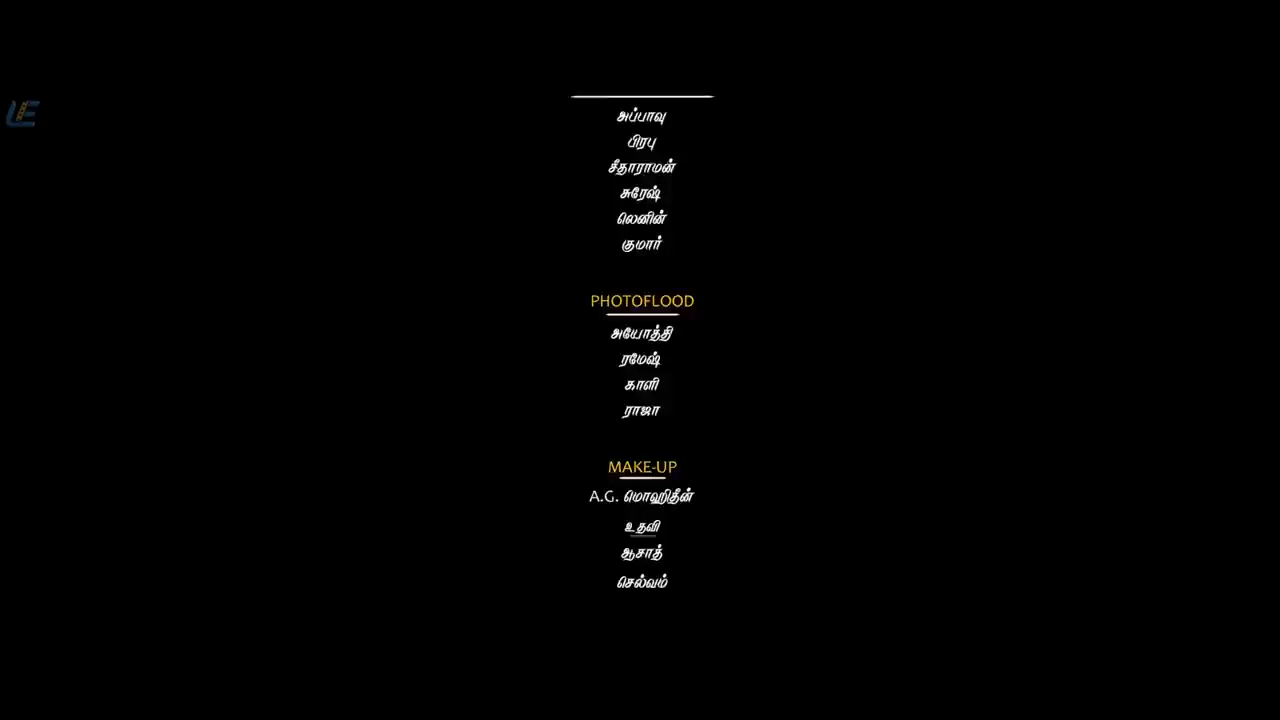 அப்பாவு
பிரபு
சீதாராமன்
சுரேஷ்
லெனின்
குமார்
PHOTOFLOOD
அயோத்தி
ரமேஷ்
காளி
ராஜா
MAKE-UP
A.G. மொஹிதீன்
உதவி
ஆசாத்
செல்வம்